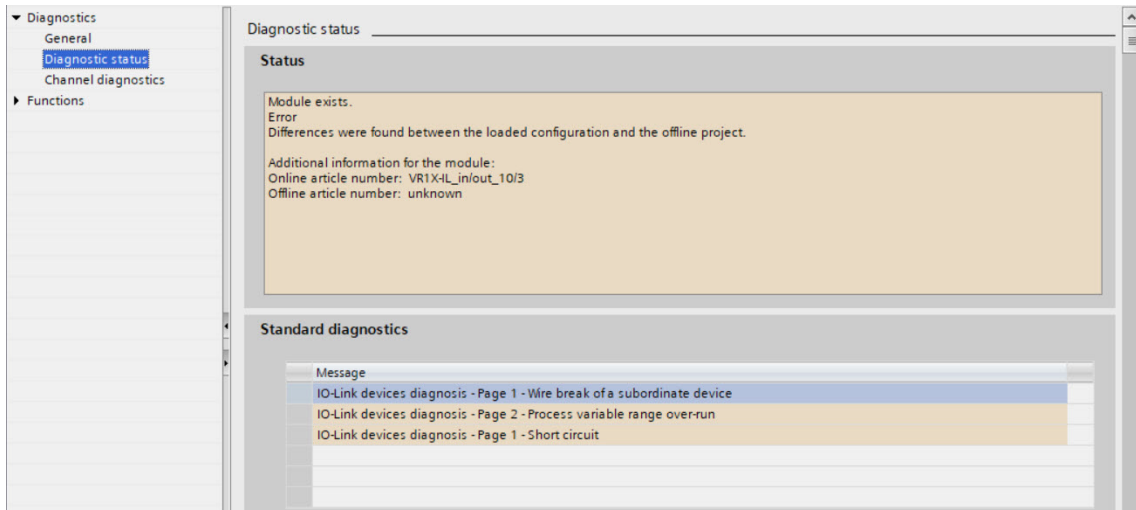 Diagnostics
General
Diagnostic status
Channel diagnostics
Functions
Diagnostic status
Status
Module exists.
Error
Differences were found between the loaded configuration and the offline project.
Additional information for the module:
Online article number: VR1X-IL_in/out_10/3
Offline article number: unknown
Standard diagnostics
Message
IO-Link devices diagnosis - Page 1 - Wire break of a subordinate device
IO-Link devices diagnosis - Page 2 - Process variable range over-run
IO-Link devices diagnosis - Page 1 - Short circuit